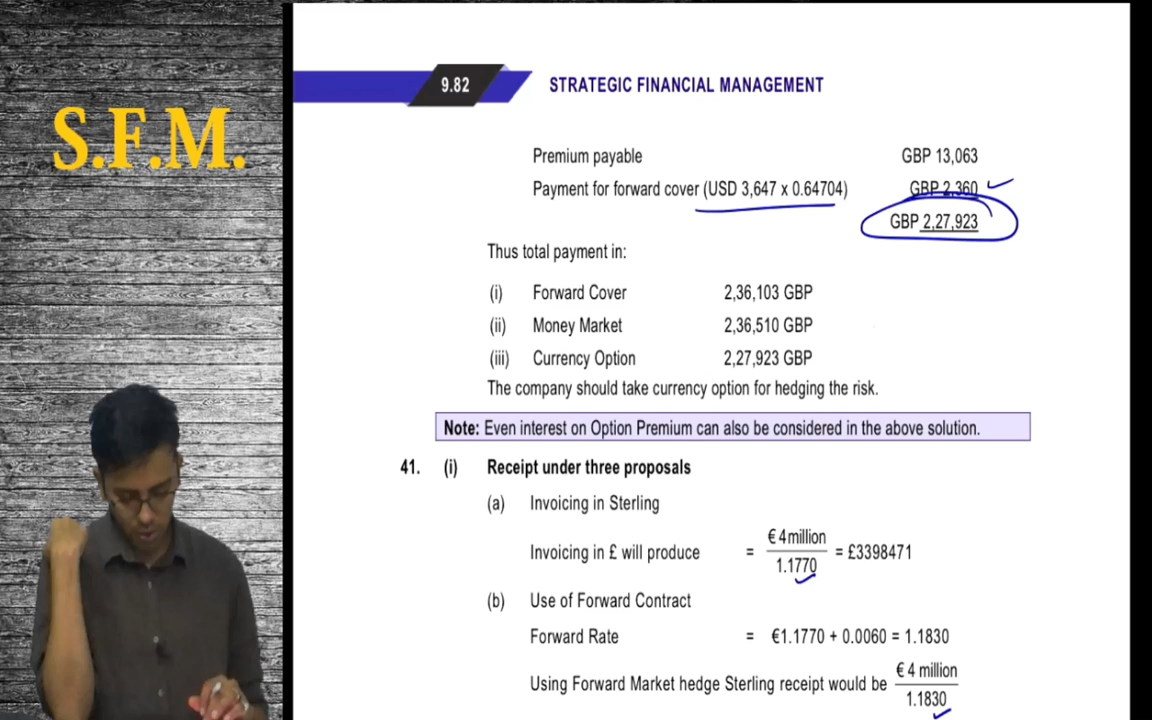 S.F.M.
9.82 STRATEGIC FINANCIAL MANAGEMENT
Premium payable GBP 13,063
Payment for forward cover (USD 3,647 x 0.64704) GBP 2,360
GBP 2,27,923
Thus total payment in:
(i) Forward Cover 2,36,103 GBP
(ii) Money Market 2,36,510 GBP
(iii) Currency Option 2,27,923 GBP
The company should take currency option for hedging the risk.
Note: Even interest on Option Premium can also be considered in the above solution.
41. (i) Receipt under three proposals
(a) Invoicing in Sterling
Invoicing in £ will produce = € 4 million / 1.1770 = £3398471
(b) Use of Forward Contract
Forward Rate = €1.1770 + 0.0060 = 1.1830
Using Forward Market hedge Sterling receipt would be € 4 million / 1.1830